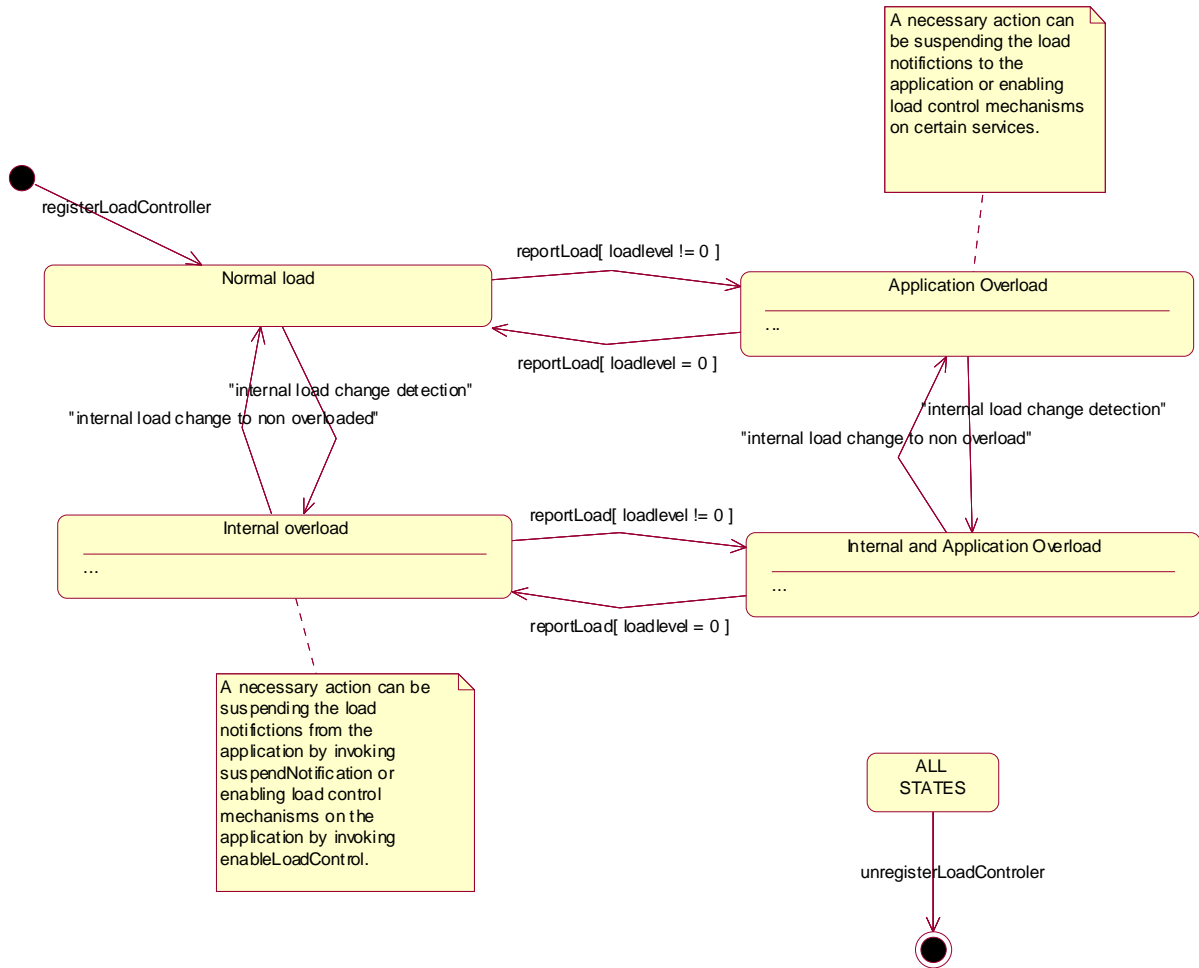 A necessary action can
be suspending the load
notifictions to the
application or enabling
load control mechanisms
on certain services.
registerLoadController
reportLoad[ loadlevel != 0 ]
Normal load
Application Overload
...
reportLoad[ loadlevel = 0 ]
"internal load change detection"
"internal load change to non overloaded"
"internal load change detection"
"internal load change to non overload"
reportLoad[ loadlevel != 0 ]
Internal overload
...
Internal and Application Overload
...
reportLoad[ loadlevel = 0 ]
A necessary action can be
suspending the load
notifictions from the
application by invoking
suspendNotification or
enabling load control
mechanisms on the
application by invoking
enableLoadControl.
ALL
STATES
unregisterLoadControler